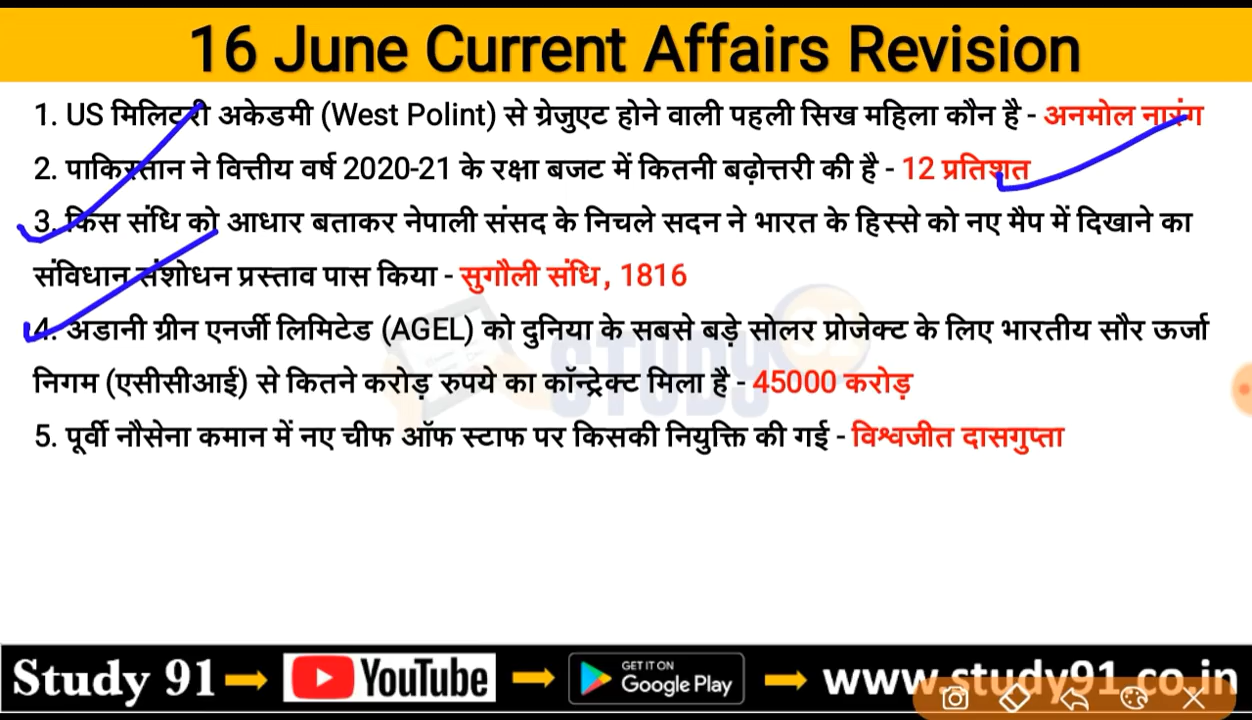 16 June Current Affairs Revision
1. US मिलिट्री अकेडमी (West Polint) से ग्रेजुएट होने वाली पहली सिख महिला कौन है - अनमोल नारंग
2. पाकिस्तान ने वित्तीय वर्ष 2020-21 के रक्षा बजट में कितनी बढ़ोत्तरी की है - 12 प्रतिशत
3. किस संधि को आधार बताकर नेपाली संसद के निचले सदन ने भारत के हिस्से को नए मैप में दिखाने का
संविधान संशोधन प्रस्ताव पास किया - सुगौली संधि, 1816
4. अडानी ग्रीन एनर्जी लिमिटेड (AGEL) को दुनिया के सबसे बड़े सोलर प्रोजेक्ट के लिए भारतीय सौर ऊर्जा
निगम (एसीसीआई) से कितने करोड़ रुपये का कॉन्ट्रेक्ट मिला है - 45000 करोड़
STUDY
5. पूर्वी नौसेना कमान में नए चीफ ऑफ स्टाफ पर किसकी नियुक्ति की गई - विश्वजीत दासगुप्ता
Study 91 YouTube GET IT ON Google Play www.study91.co.in